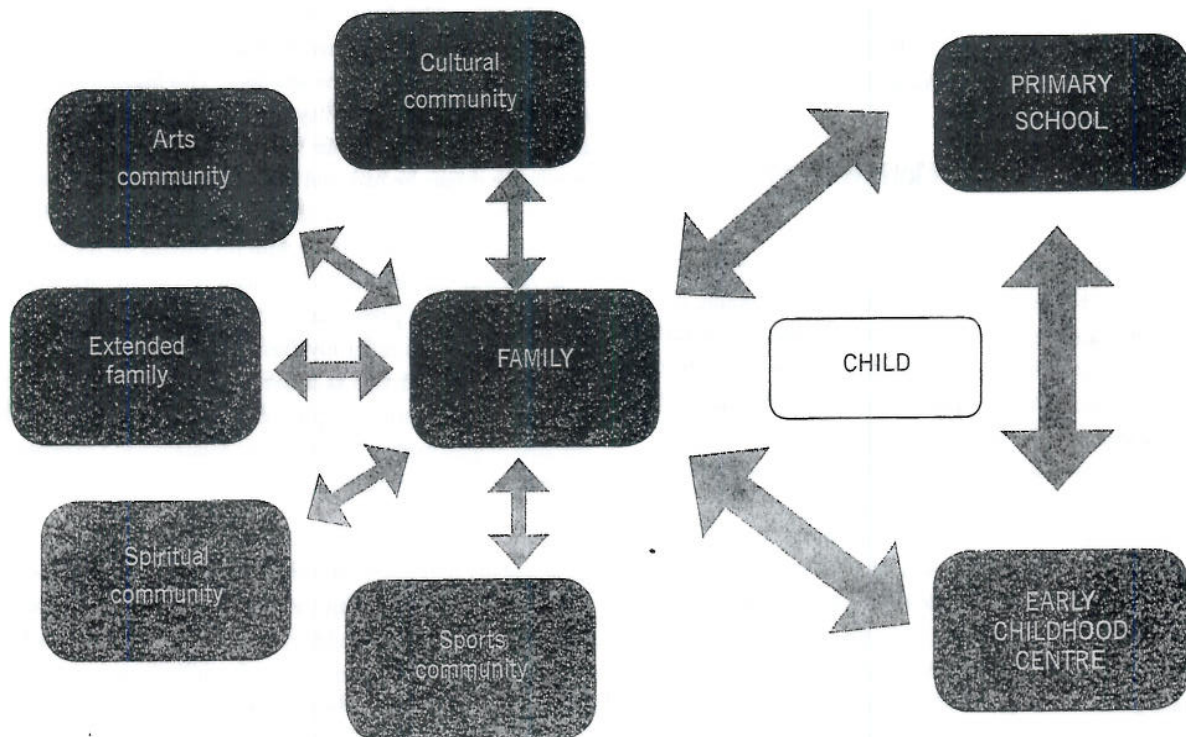 Cultural
community
PRIMARY
SCHOOL
Arts
community
Extended
family
FAMILY
CHILD
Spiritual
community
Sports
community
EARLY
CHILDHOOD
CENTRE